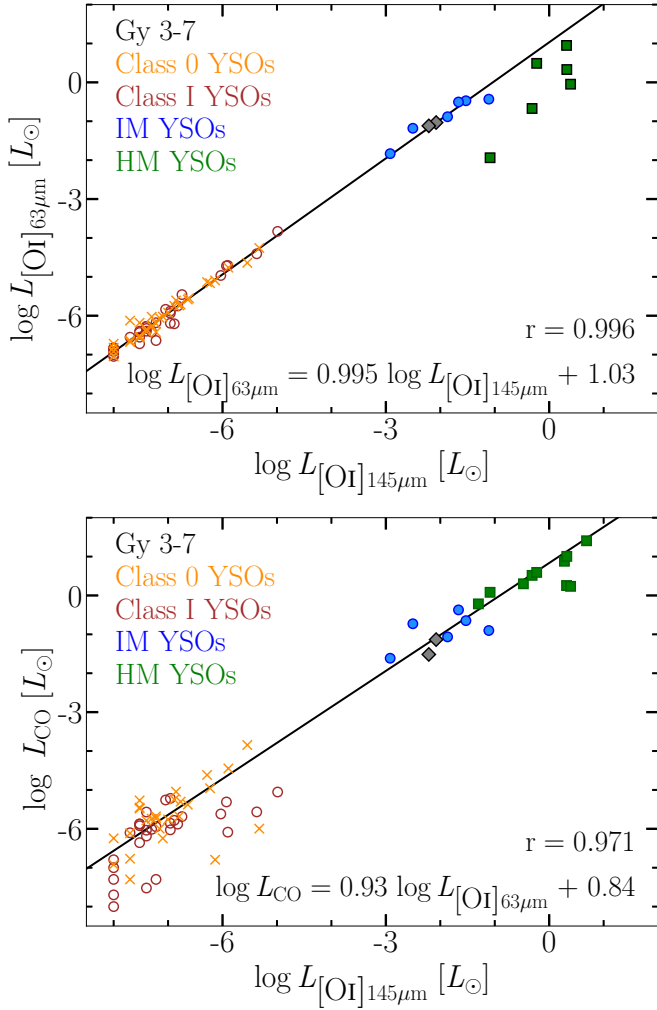 log L[OI]63μm [L⊙]
0
-3
-6
Gy 3-7
Class 0 YSOs
Class I YSOs
IM YSOs
HM YSOs
r = 0.996
log L[OI]63μm = 0.995 log L[OI]145μm + 1.03
-6 -3 0
log L[OI]145μm [L⊙]
log LCO [L⊙]
0
-3
-6
Gy 3-7
Class 0 YSOs
Class I YSOs
IM YSOs
HM YSOs
r = 0.971
log LCO = 0.93 log L[OI]63μm + 0.84
-6 -3 0
log L[OI]145μm [L⊙]